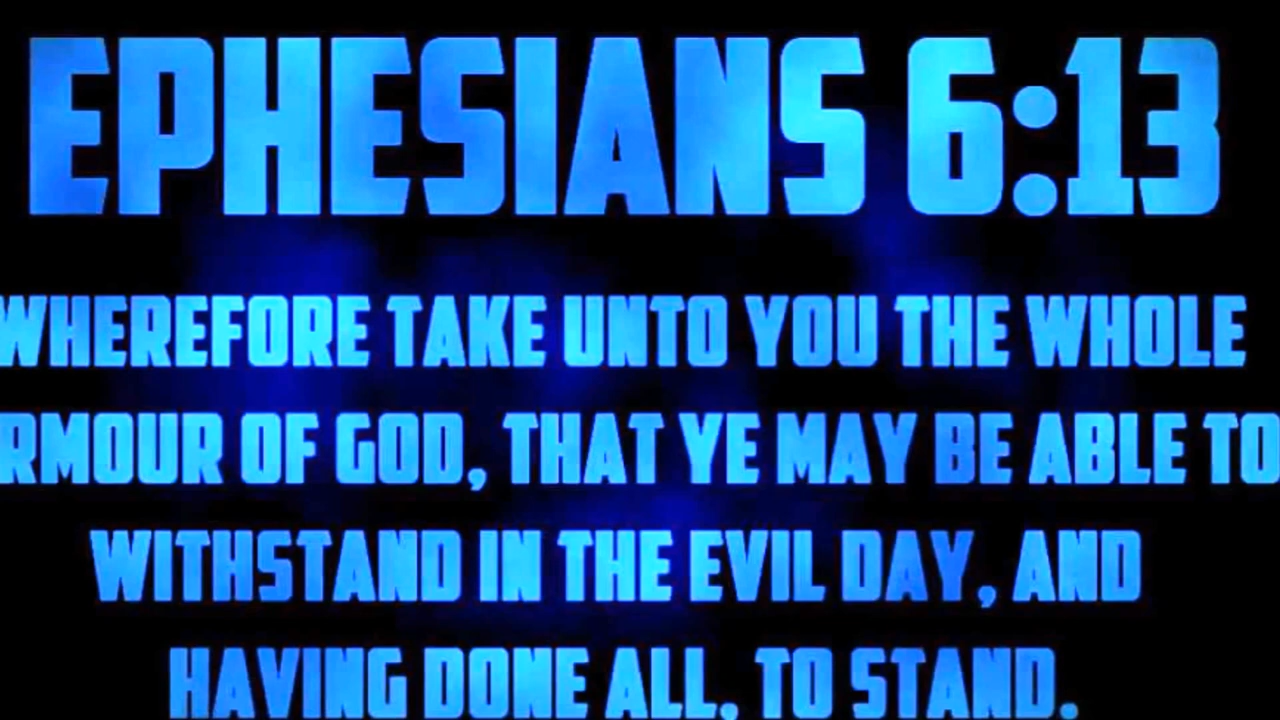 EPHESIANS 6:13
WHEREFORE TAKE UNTO YOU THE WHOLE
RMOUR OF GOD, THAT YE MAY BE ABLE TO
WITHSTAND IN THE EVIL DAY, AND
HAVING DONE ALL, TO STAND.